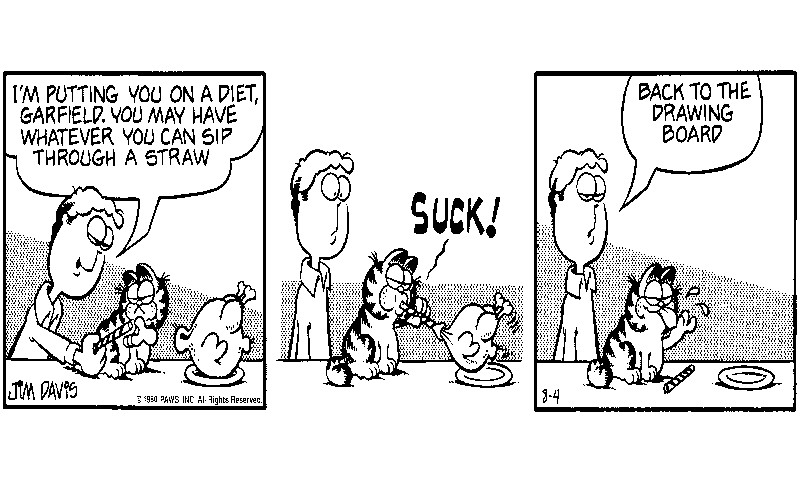 I'M PUTTING YOU ON A DIET,
GARFIELD. YOU MAY HAVE
WHATEVER YOU CAN SIP
THROUGH A STRAW
JIM DAVIS
© 1980 PAWS, INC. All Rights Reserved.
SUCK!
BACK TO THE
DRAWING
BOARD
8-4